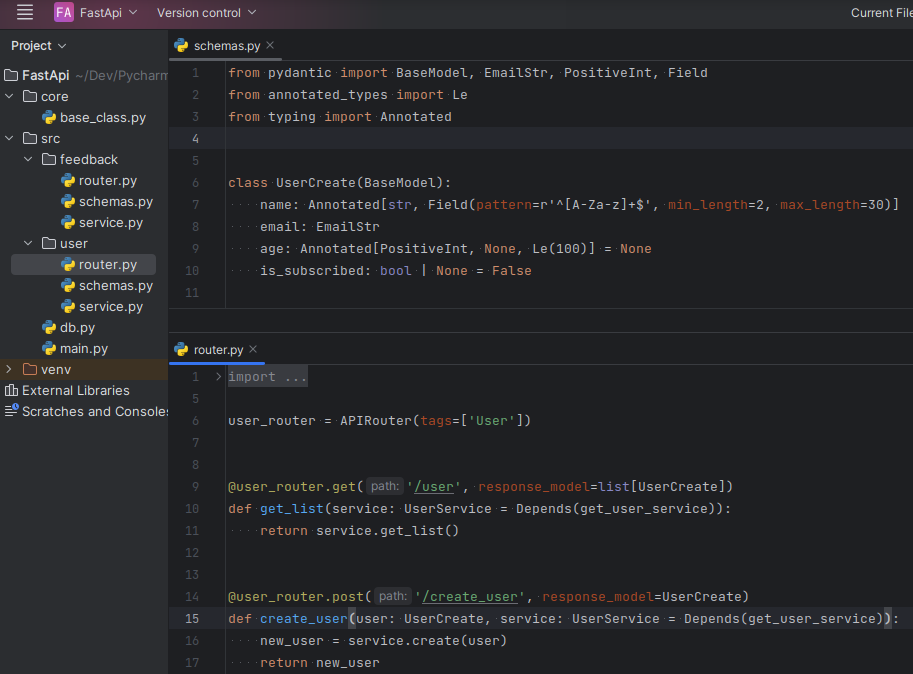 FA FastApi Version control Current File
Project
FastApi ~/Dev/Pycharm
core
base_class.py
src
feedback
router.py
schemas.py
service.py
user
router.py
schemas.py
service.py
db.py
main.py
venv
External Libraries
Scratches and Consoles
schemas.py
1 from pydantic import BaseModel, EmailStr, PositiveInt, Field
2 from annotated_types import Le
3 from typing import Annotated
4
5
6 class UserCreate(BaseModel):
7 name: Annotated[str, Field(pattern=r'^[A-Za-z]+$', min_length=2, max_length=30)]
8 email: EmailStr
9 age: Annotated[PositiveInt, None, Le(100)] = None
10 is_subscribed: bool | None = False
11
router.py
1 import ...
5
6 user_router = APIRouter(tags=['User'])
7
8
9 @user_router.get( path: '/user', response_model=list[UserCreate])
10 def get_list(service: UserService = Depends(get_user_service)):
11 return service.get_list()
12
13
14 @user_router.post( path: '/create_user', response_model=UserCreate)
15 def create_user(user: UserCreate, service: UserService = Depends(get_user_service)):
16 new_user = service.create(user)
17 return new_user